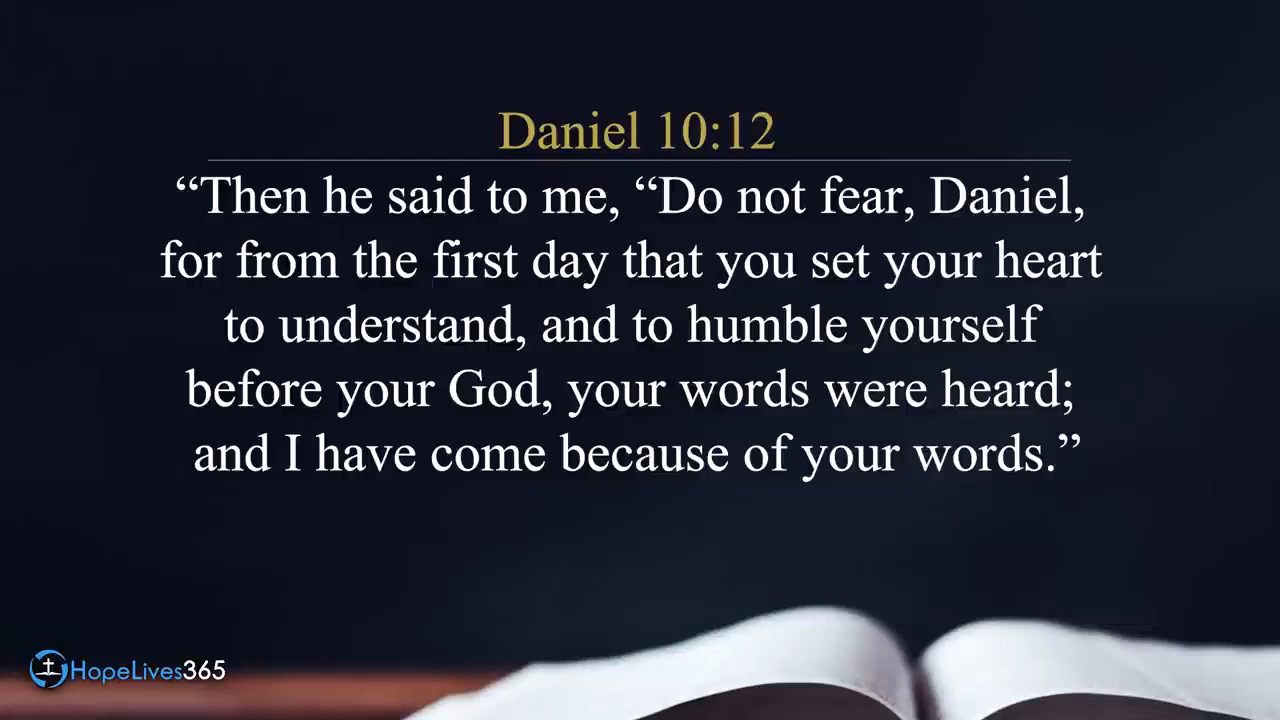 Daniel 10:12
“Then he said to me, “Do not fear, Daniel,
for from the first day that you set your heart
to understand, and to humble yourself
before your God, your words were heard;
and I have come because of your words.”
HopeLives365